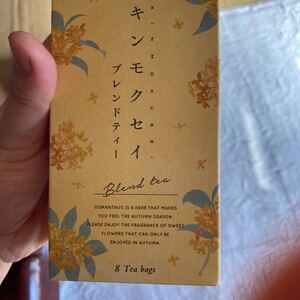 KINMOKUSEI
キンモクセイ
ブレンドティー
Blend tea
OSMANTHUS IS A HERB THAT MAKES
YOU FEEL THE AUTUMN SEASON.
PLEASE ENJOY THE FRAGRANCE OF SWEET
FLOWERS THAT CAN ONLY BE
ENJOYED IN AUTUMN.
8 Tea bags